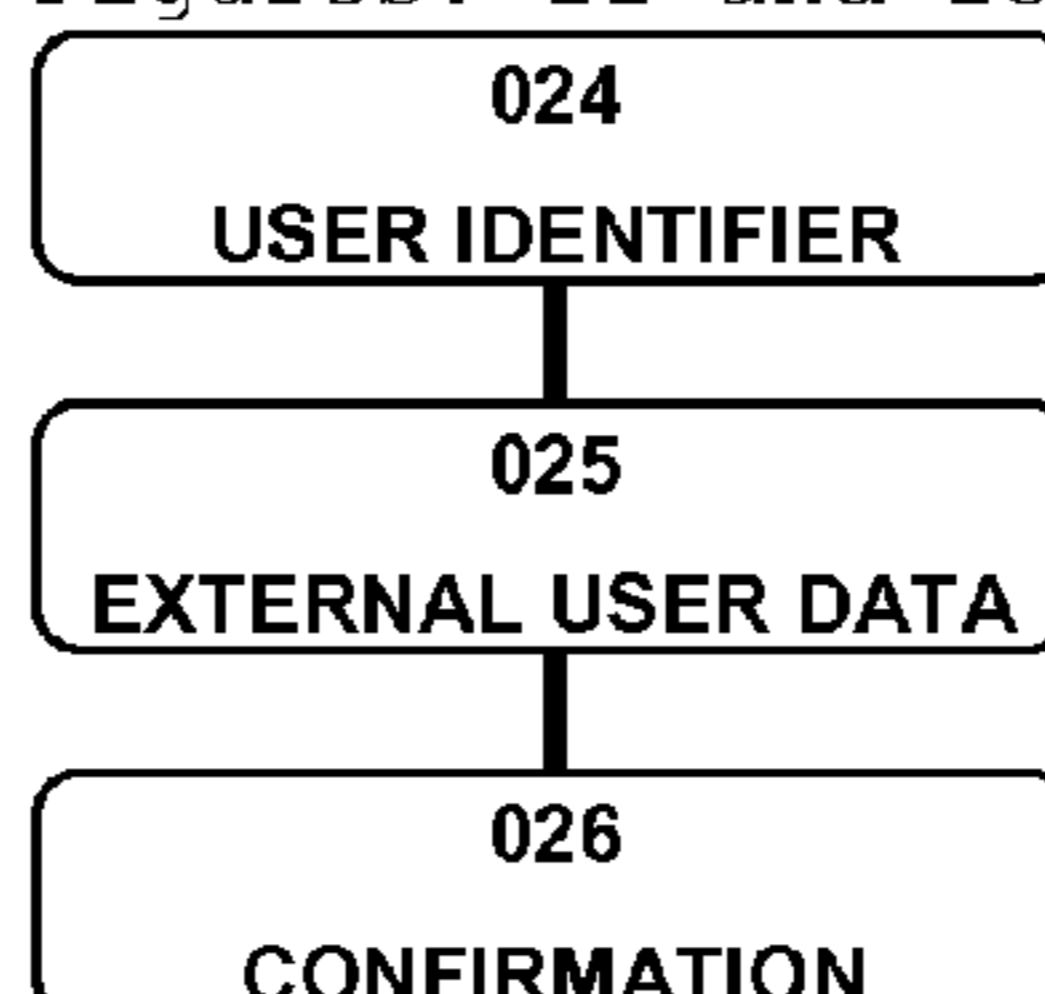 024
USER IDENTIFIER
025
EXTERNAL USER DATA
026
CONFIRMATION